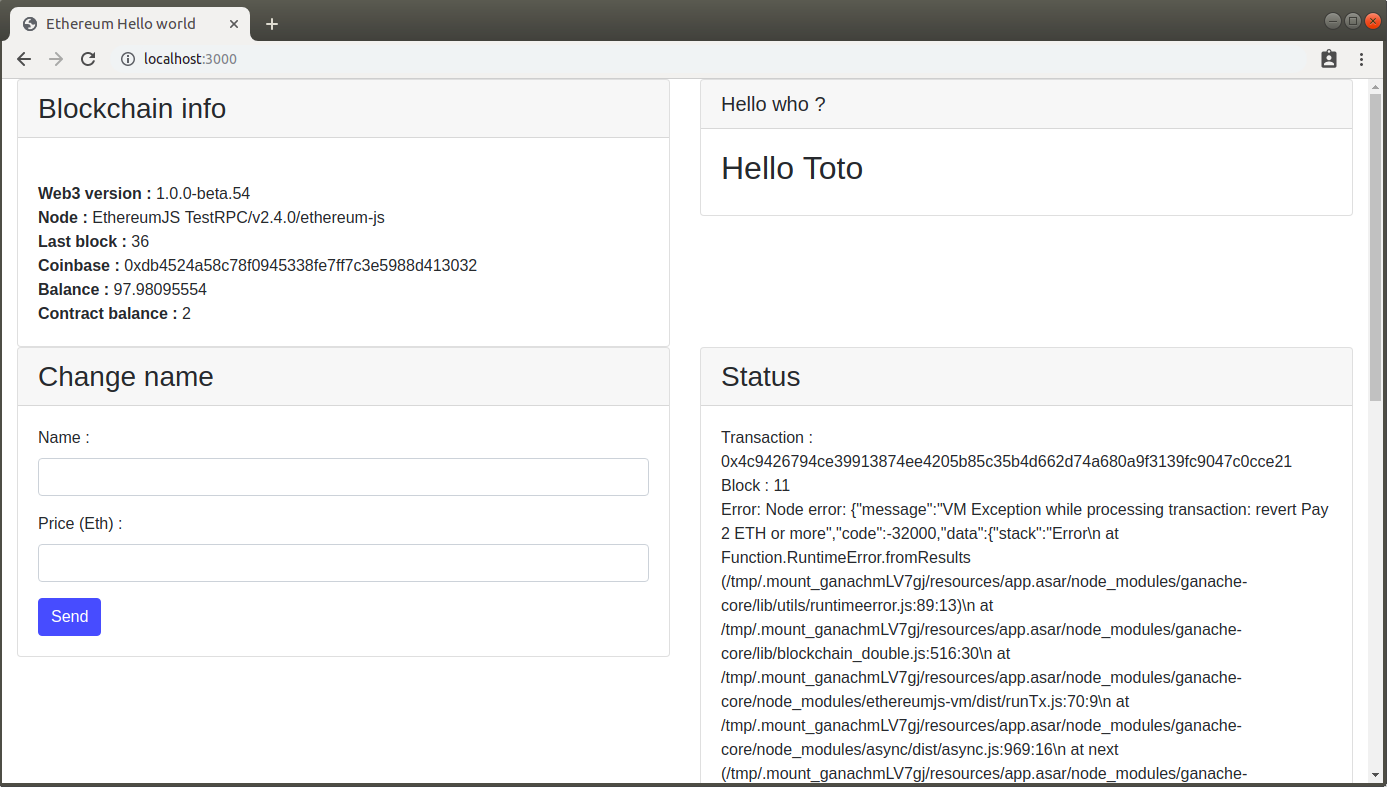 Ethereum Hello world
localhost:3000
Blockchain info
Web3 version : 1.0.0-beta.54
Node : EthereumJS TestRPC/v2.4.0/ethereum-js
Last block : 36
Coinbase : 0xdb4524a58c78f0945338fe7ff7c3e5988d413032
Balance : 97.98095554
Contract balance : 2
Hello who ?
Hello Toto
Change name
Name :
Price (Eth) :
Send
Status
Transaction :
0x4c9426794ce39913874ee4205b85c35b4d662d74a680a9f3139fc9047c0cce21
Block : 11
Error: Node error: {"message":"VM Exception while processing transaction: revert Pay
2 ETH or more","code":-32000,"data":{"stack":"Error\n at
Function.RuntimeError.fromResults
(/tmp/.mount_ganachmLV7gj/resources/app.asar/node_modules/ganache-
core/lib/utils/runtimeerror.js:89:13)\n at
/tmp/.mount_ganachmLV7gj/resources/app.asar/node_modules/ganache-
core/lib/blockchain_double.js:516:30\n at
/tmp/.mount_ganachmLV7gj/resources/app.asar/node_modules/ganache-
core/node_modules/ethereumjs-vm/dist/runTx.js:70:9\n at
/tmp/.mount_ganachmLV7gj/resources/app.asar/node_modules/ganache-
core/node_modules/async/dist/async.js:969:16\n at next
(/tmp/.mount_ganachmLV7gj/resources/app.asar/node_modules/ganache-